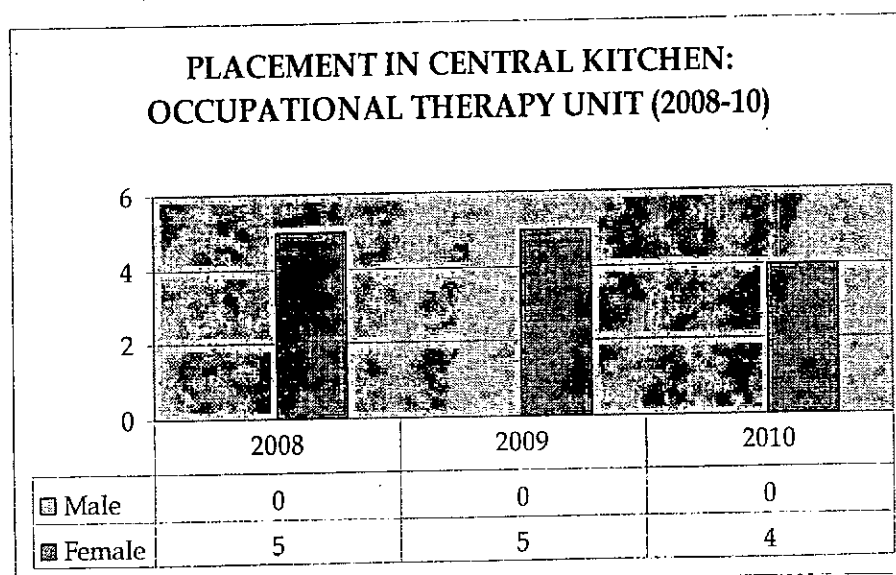 PLACEMENT IN CENTRAL KITCHEN:
OCCUPATIONAL THERAPY UNIT (2008-10)
6
4
2
0
2008 2009 2010
Male 0 0 0
Female 5 5 4